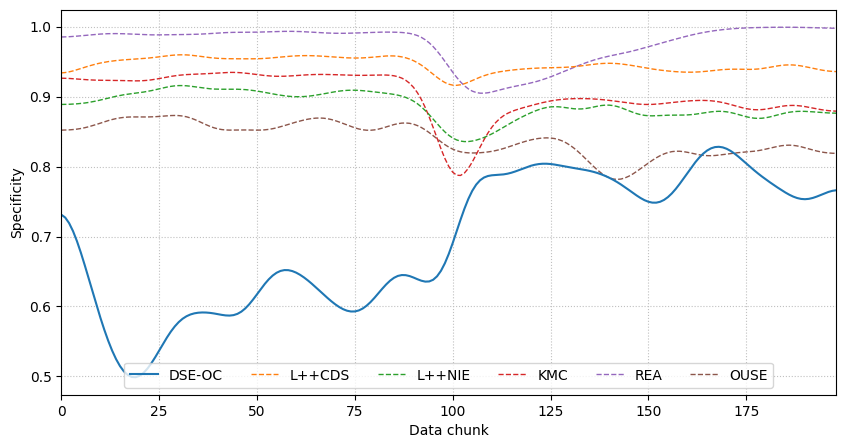 1.0
0.9
0.8
0.7
0.6
0.5
Specificity
0 25 50 75 100 125 150 175
Data chunk
DSE-OC L++CDS L++NIE KMC REA OUSE